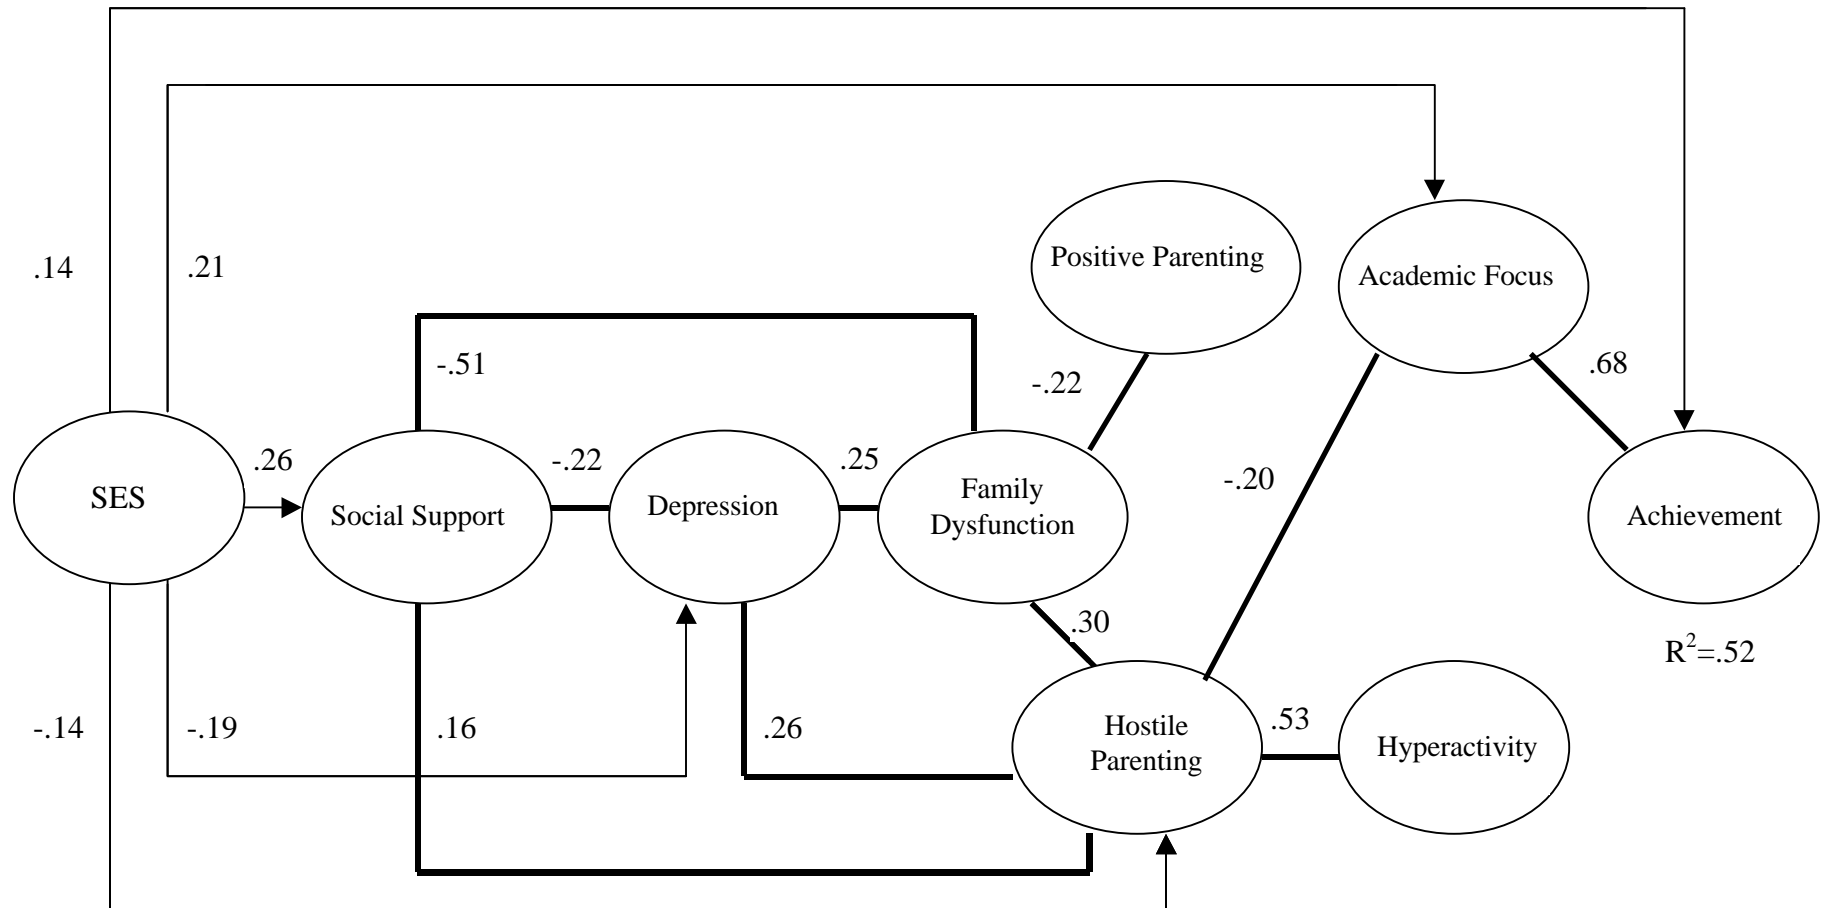 Positive Parenting
.14
.21
Academic Focus
-.51
-.22
.68
.26
-.22
.25
-.20
SES
Social Support
Depression
Family
Dysfunction
Achievement
.30
R²=.52
-.14
-.19
.16
.26
Hostile
Parenting
.53
Hyperactivity